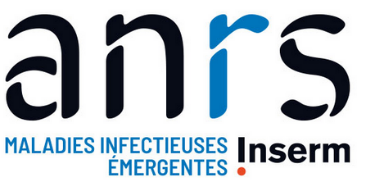 anrs
MALADIES INFECTIEUSES
ÉMERGENTES
Inserm